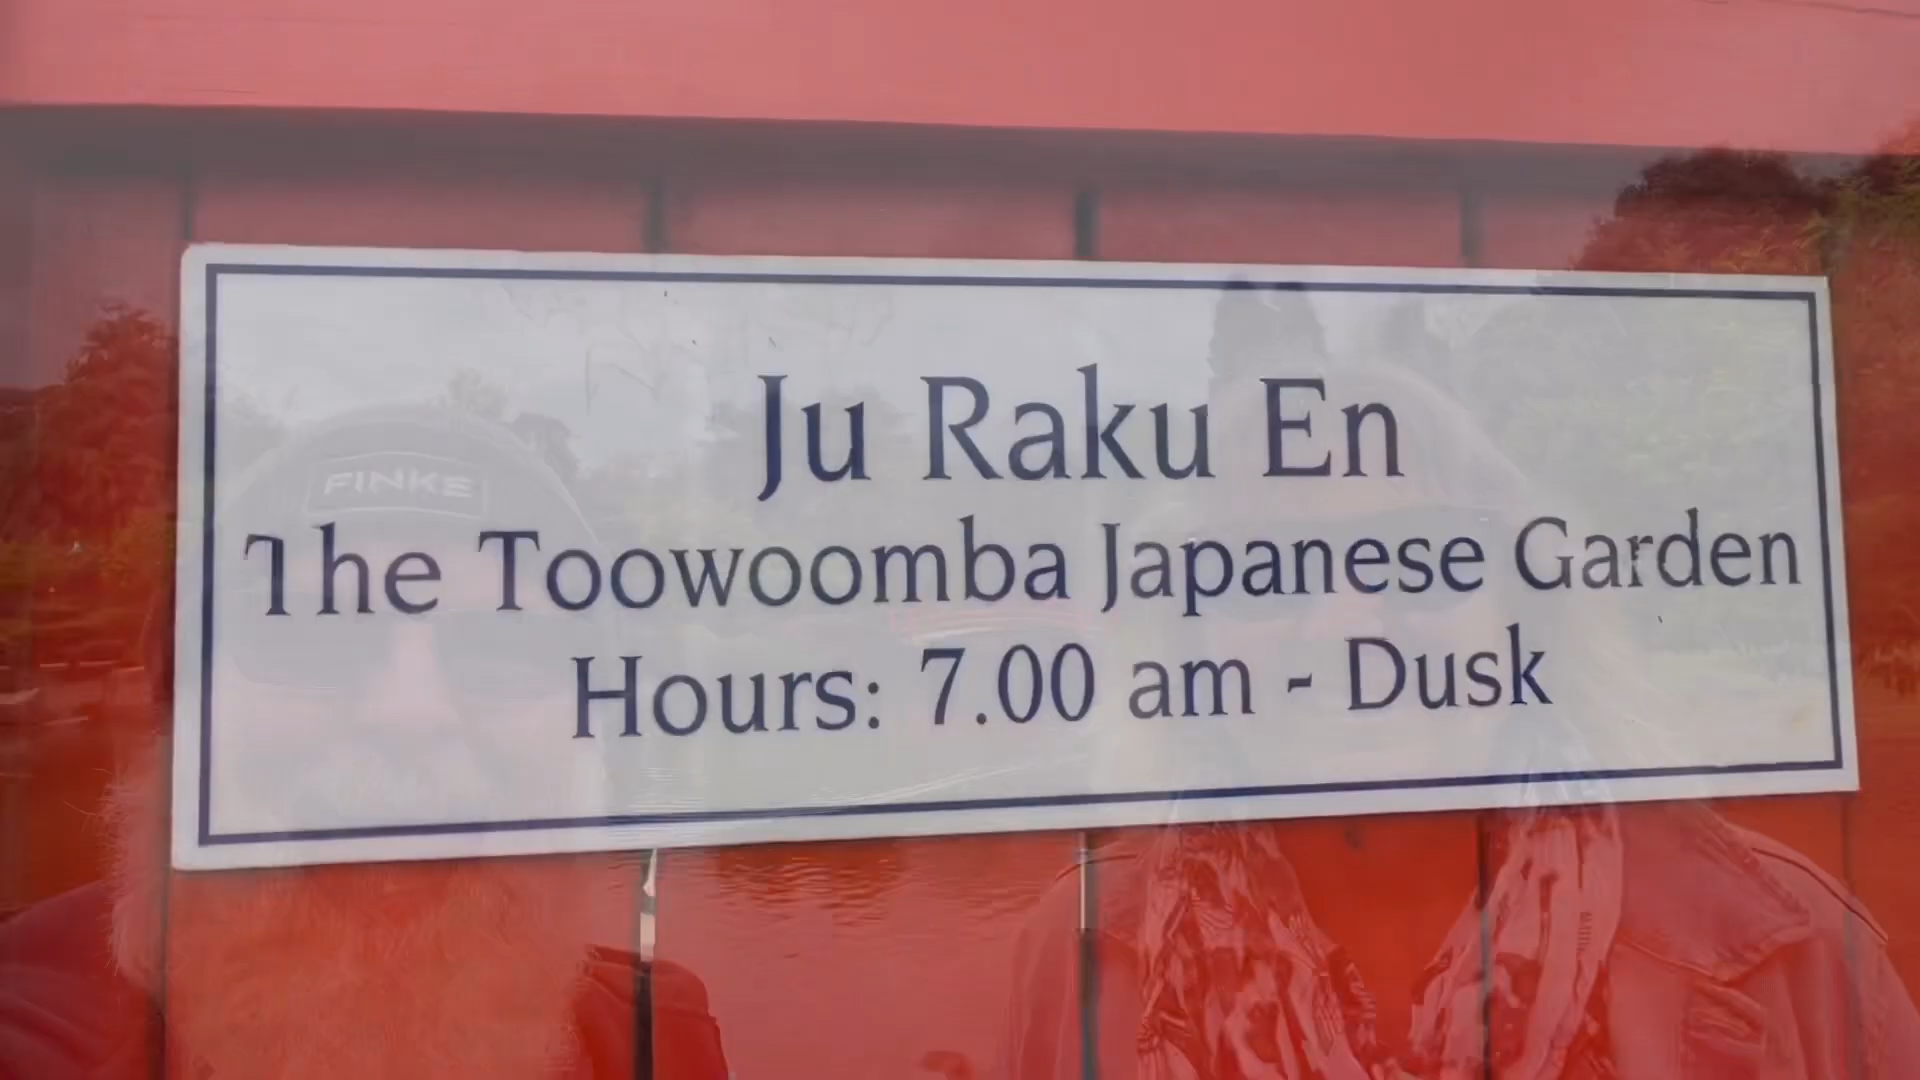 Ju Raku En
FINKE
The Toowoomba Japanese Garden
Hours: 7.00 am - Dusk